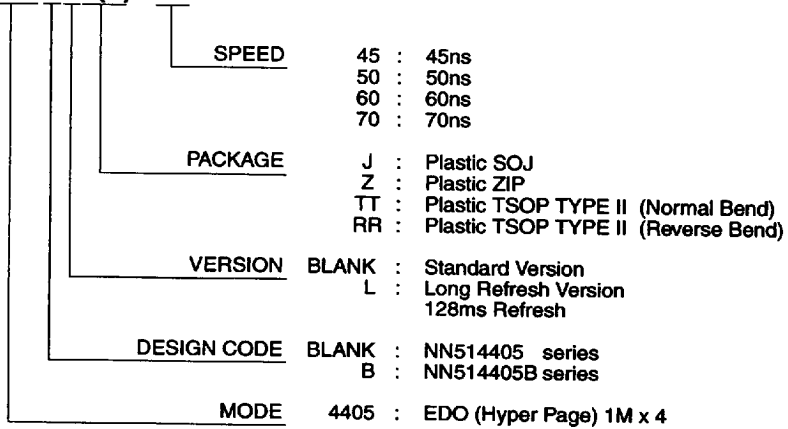 SPEED 45 : 45ns
50 : 50ns
60 : 60ns
70 : 70ns
PACKAGE J : Plastic SOJ
Z : Plastic ZIP
TT : Plastic TSOP TYPE II (Normal Bend)
RR : Plastic TSOP TYPE II (Reverse Bend)
VERSION BLANK : Standard Version
L : Long Refresh Version
128ms Refresh
DESIGN CODE BLANK : NN514405 series
B : NN514405B series
MODE 4405 : EDO (Hyper Page) 1M x 4